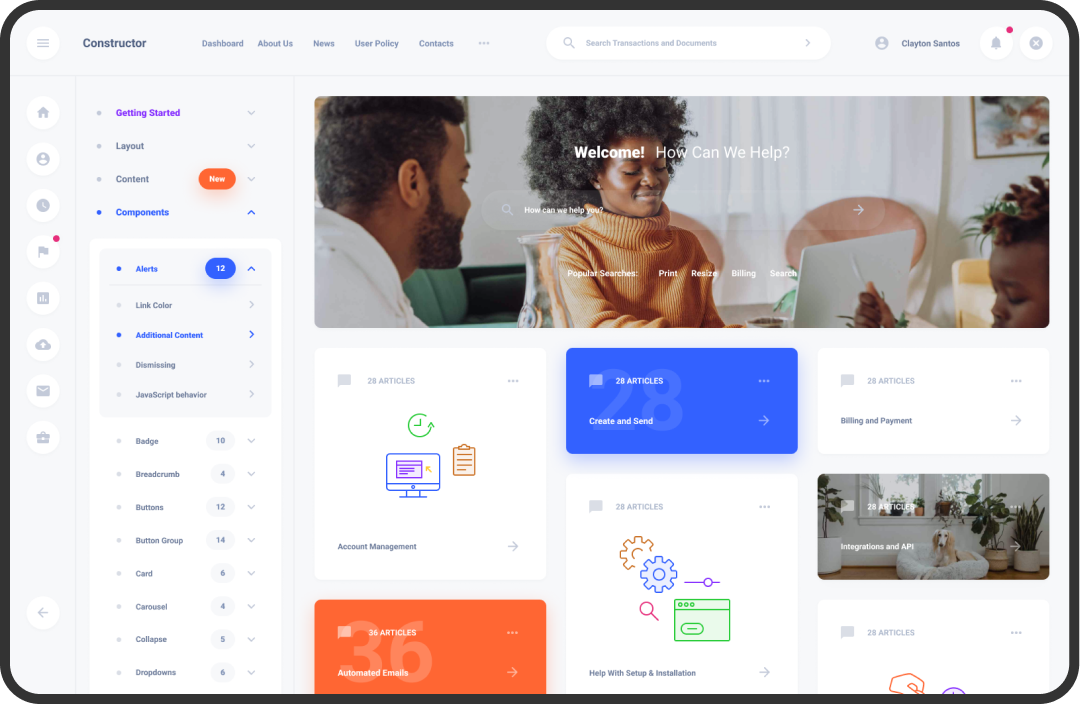 Constructor
Dashboard About Us News User Policy Contacts
Search Transactions and Documents
Clayton Santos
Getting Started
Layout
Content New
Components
Alerts 12
Link Color
Additional Content
Dismissing
JavaScript behavior
Badge 10
Breadcrumb 4
Buttons 12
Button Group 14
Card 6
Carousel 4
Collapse 5
Dropdowns 6
Welcome! How Can We Help?
How can we help you?
Popular Searches: Print Resize Billing Search
28 ARTICLES
Account Management
28
28 ARTICLES
Create and Send
28 ARTICLES
Billing and Payment
28 ARTICLES
Help With Setup & Installation
28 ARTICLES
Integrations and API
36
36 ARTICLES
Automated Emails
28 ARTICLES